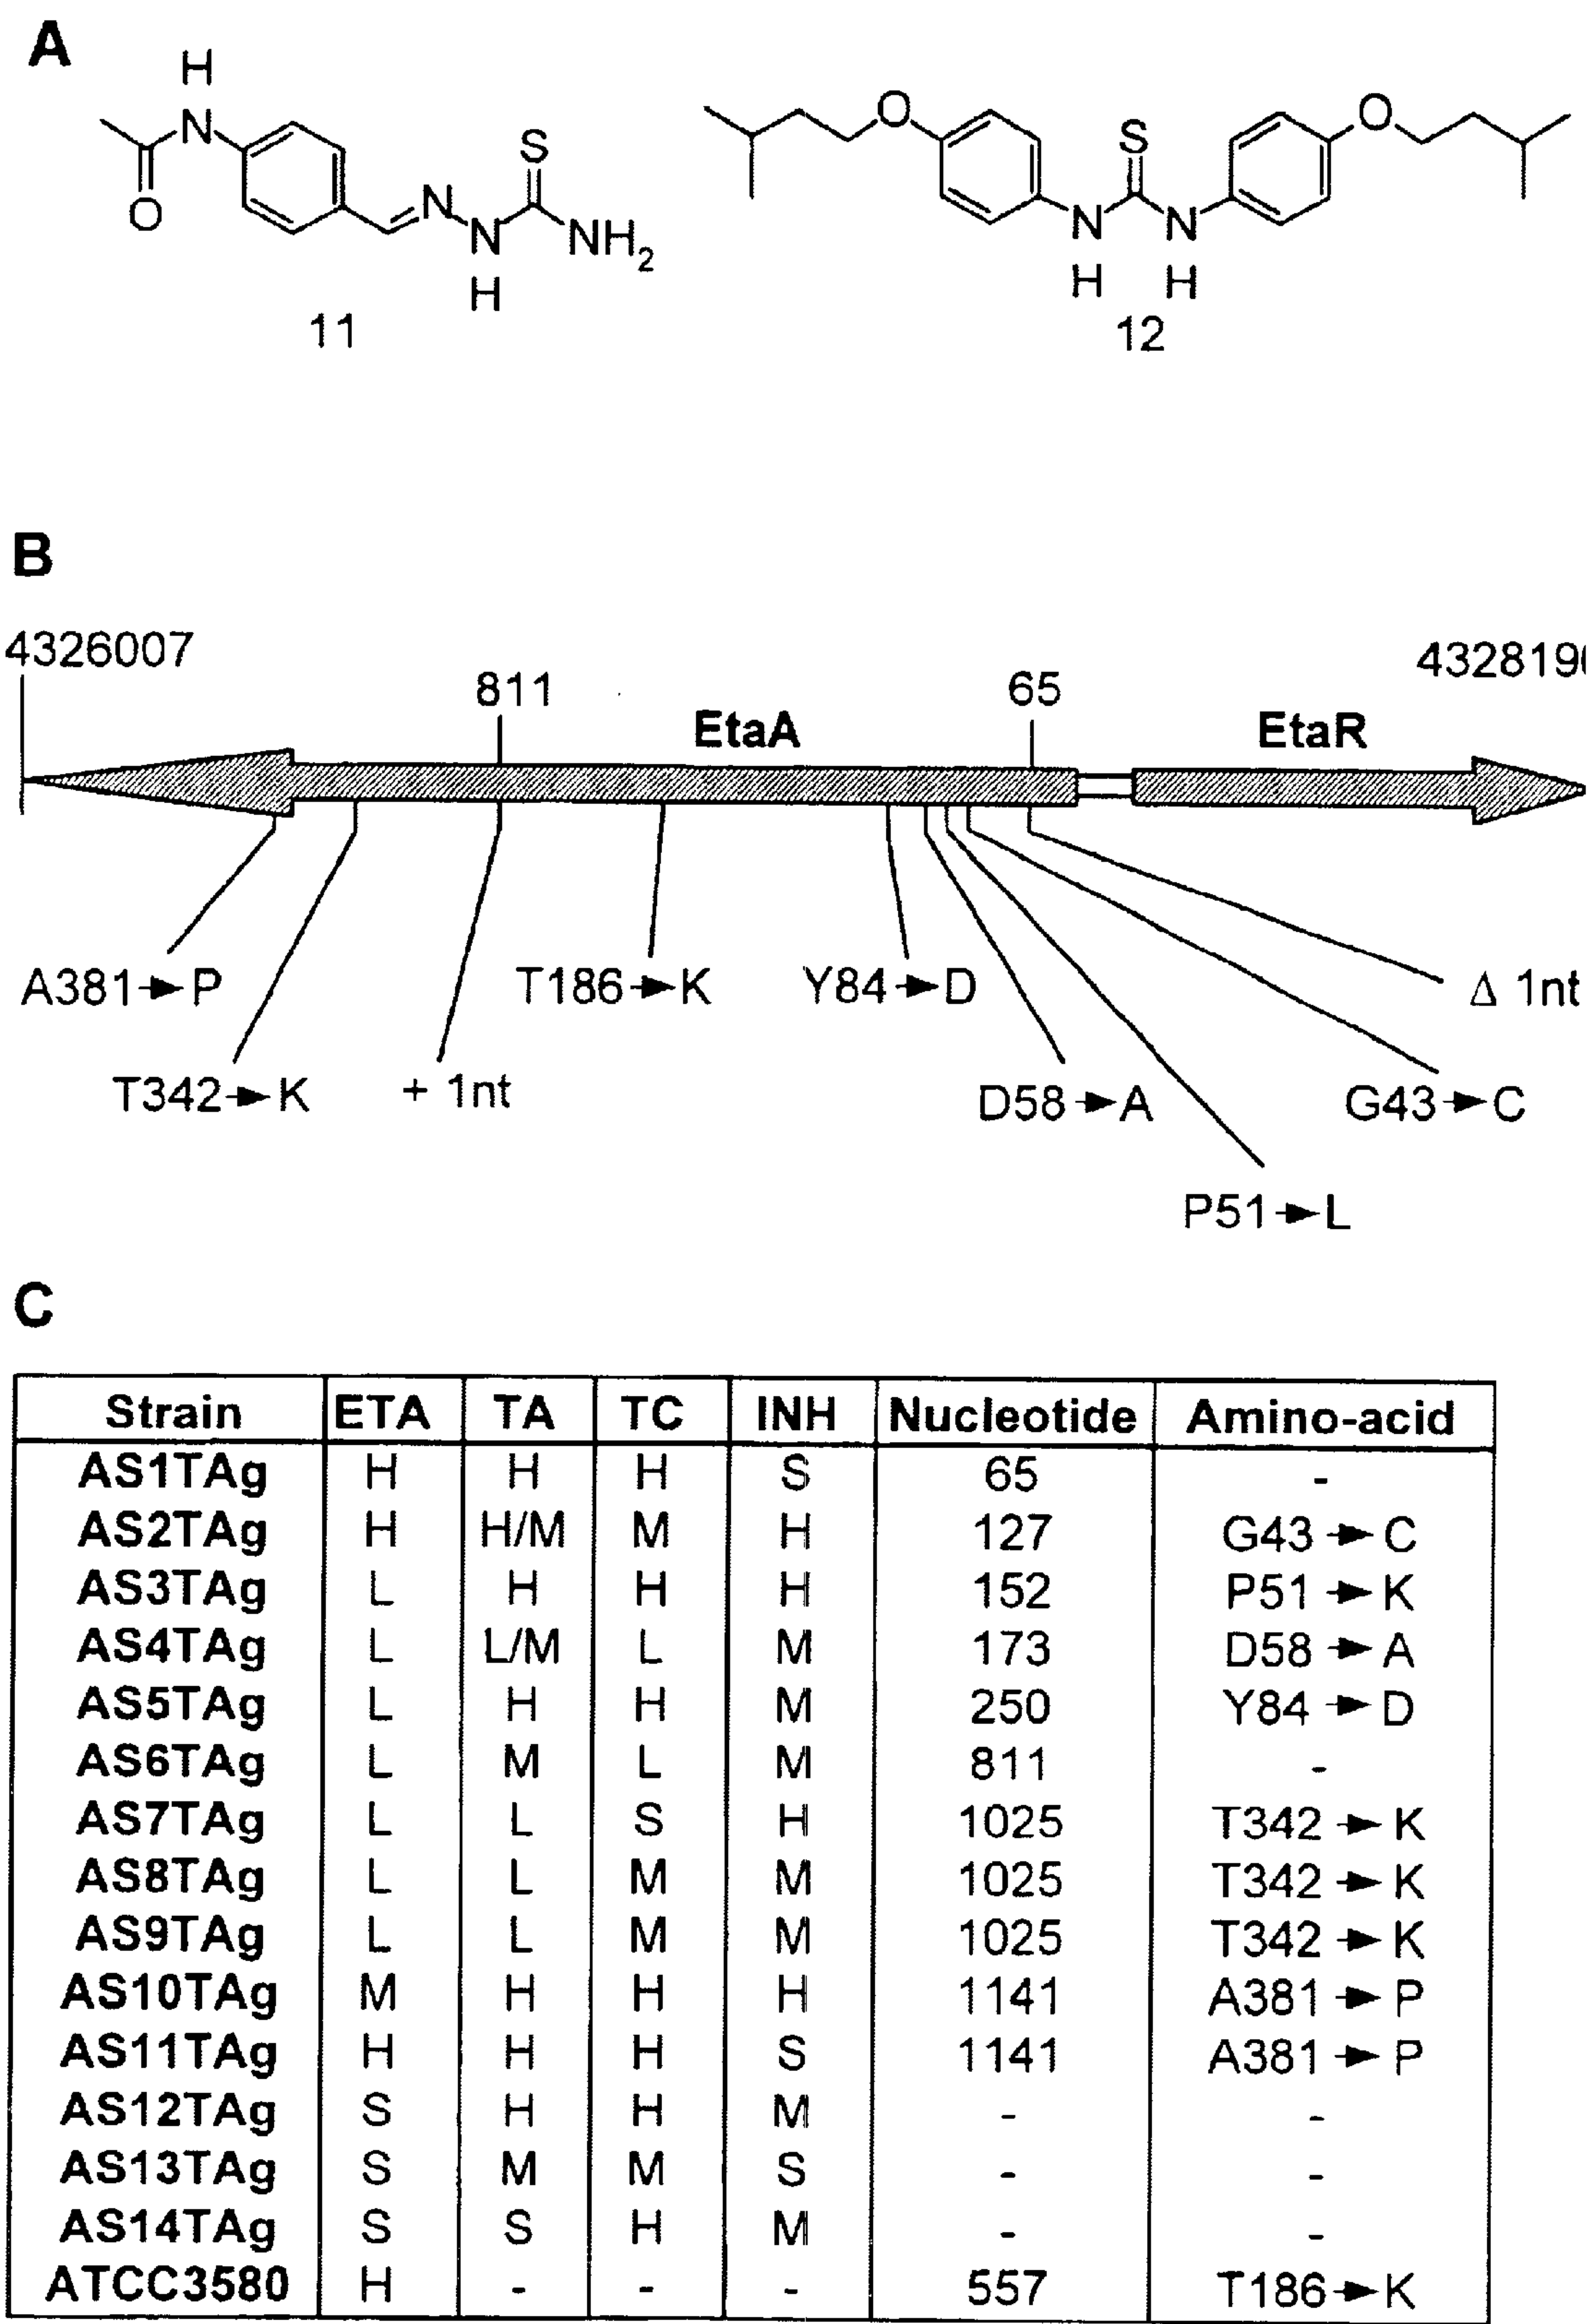 A
H
N
O
N
N
H
S
NH2
11
O
S
N
H
N
H
O
12
B
4326007
4328190
811
65
EtaA
EtaR
A381→P
T342→K
+ 1nt
T186→K
Y84→D
D58→A
P51→L
G43→C
Δ 1nt
C
Strain ETA TA TC INH Nucleotide Amino-acid
AS1TAg H H H S 65 -
AS2TAg H H/M M H 127 G43→C
AS3TAg L H H H 152 P51→K
AS4TAg L L/M L M 173 D58→A
AS5TAg L H H M 250 Y84→D
AS6TAg L M L M 811 -
AS7TAg L L S H 1025 T342→K
AS8TAg L L M M 1025 T342→K
AS9TAg L L M M 1025 T342→K
AS10TAg M H H H 1141 A381→P
AS11TAg H H H S 1141 A381→P
AS12TAg S H H M - -
AS13TAg S M M S - -
AS14TAg S S H M - -
ATCC3580 H - - - 557 T186→K